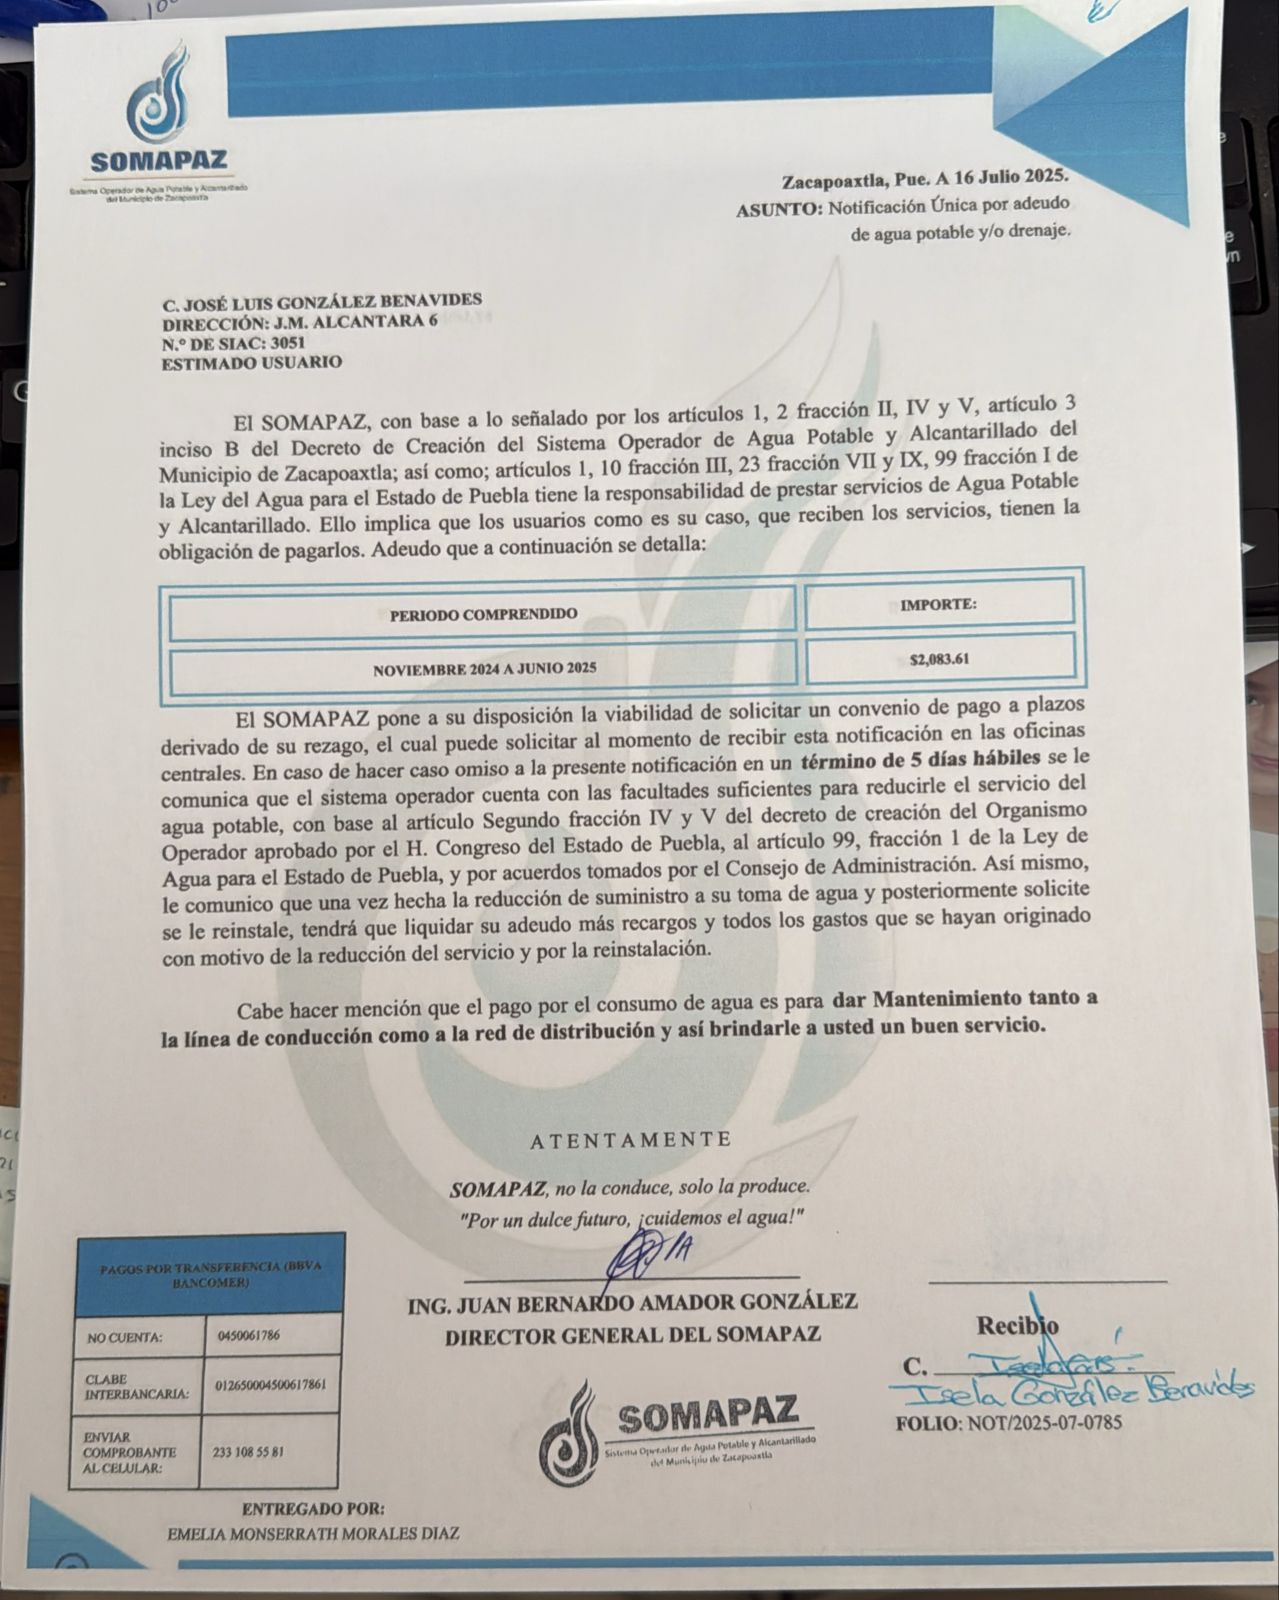 SOMAPAZ
Sistema Operador de Agua Potable y Alcantarillado
del Municipio de Zacapoaxtla
Zacapoaxtla, Pue. A 16 Julio 2025.
ASUNTO: Notificación Única por adeudo
de agua potable y/o drenaje.
C. JOSÉ LUIS GONZÁLEZ BENAVIDES
DIRECCIÓN: J.M. ALCANTARA 6
N.º DE SIAC: 3051
ESTIMADO USUARIO
El SOMAPAZ, con base a lo señalado por los artículos 1, 2 fracción II, IV y V, artículo 3
inciso B del Decreto de Creación del Sistema Operador de Agua Potable y Alcantarillado del
Municipio de Zacapoaxtla; así como; artículos 1, 10 fracción III, 23 fracción VII y IX, 99 fracción I de
la Ley del Agua para el Estado de Puebla tiene la responsabilidad de prestar servicios de Agua Potable
y Alcantarillado. Ello implica que los usuarios como es su caso, que reciben los servicios, tienen la
obligación de pagarlos. Adeudo que a continuación se detalla:
PERIODO COMPRENDIDO IMPORTE:
NOVIEMBRE 2024 A JUNIO 2025 $2,083.61
El SOMAPAZ pone a su disposición la viabilidad de solicitar un convenio de pago a plazos
derivado de su rezago, el cual puede solicitar al momento de recibir esta notificación en las oficinas
centrales. En caso de hacer caso omiso a la presente notificación en un término de 5 días hábiles se le
comunica que el sistema operador cuenta con las facultades suficientes para reducirle el servicio del
agua potable, con base al artículo Segundo fracción IV y V del decreto de creación del Organismo
Operador aprobado por el H. Congreso del Estado de Puebla, al artículo 99, fracción 1 de la Ley de
Agua para el Estado de Puebla, y por acuerdos tomados por el Consejo de Administración. Así mismo,
le comunico que una vez hecha la reducción de suministro a su toma de agua y posteriormente solicite
se le reinstale, tendrá que liquidar su adeudo más recargos y todos los gastos que se hayan originado
con motivo de la reducción del servicio y por la reinstalación.
Cabe hacer mención que el pago por el consumo de agua es para dar Mantenimiento tanto a
la línea de conducción como a la red de distribución y así brindarle a usted un buen servicio.
ATENTAMENTE
SOMAPAZ, no la conduce, solo la produce.
"Por un dulce futuro, ¡cuidemos el agua!"
ING. JUAN BERNARDO AMADOR GONZÁLEZ
DIRECTOR GENERAL DEL SOMAPAZ
SOMAPAZ
Sistema Operador de Agua Potable y Alcantarillado
del Municipio de Zacapoaxtla
Recibio
C.
Isela González Benavides
FOLIO: NOT/2025-07-0785
PAGOS POR TRANSFERENCIA (BBVA
BANCOMER)
NO CUENTA: 0450061786
CLABE
INTERBANCARIA: 012650004500617861
ENVIAR
COMPROBANTE
AL CELULAR: 233 108 55 81
ENTREGADO POR:
EMELIA MONSERRATH MORALES DIAZ